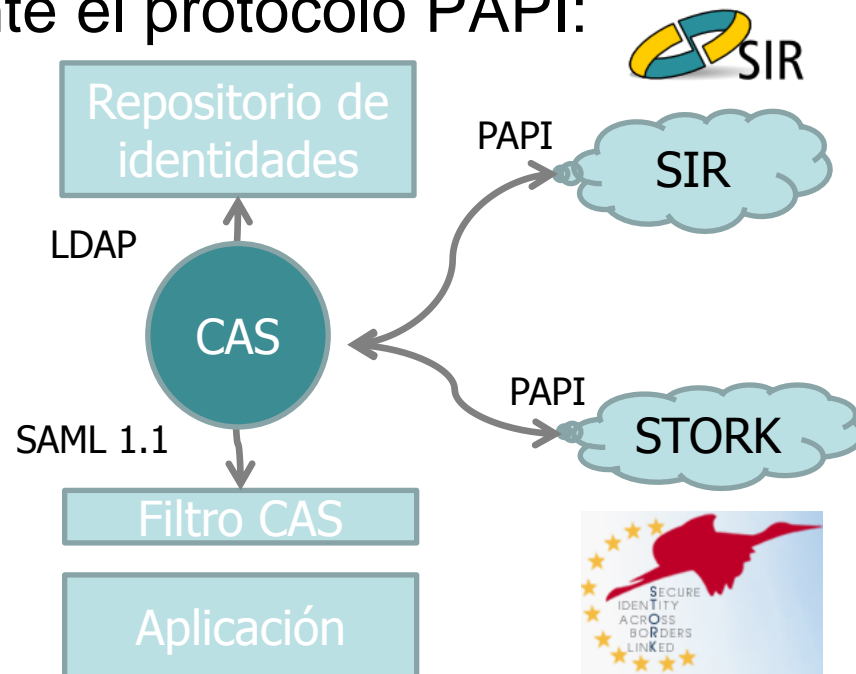 nte el protocolo PAPI:
SIR
Repositorio de
identidades
PAPI
SIR
LDAP
CAS
PAPI
STORK
SAML 1.1
Filtro CAS
SECURE
IDENTITY
ACROSS
BORDERS
LINKED
Aplicación